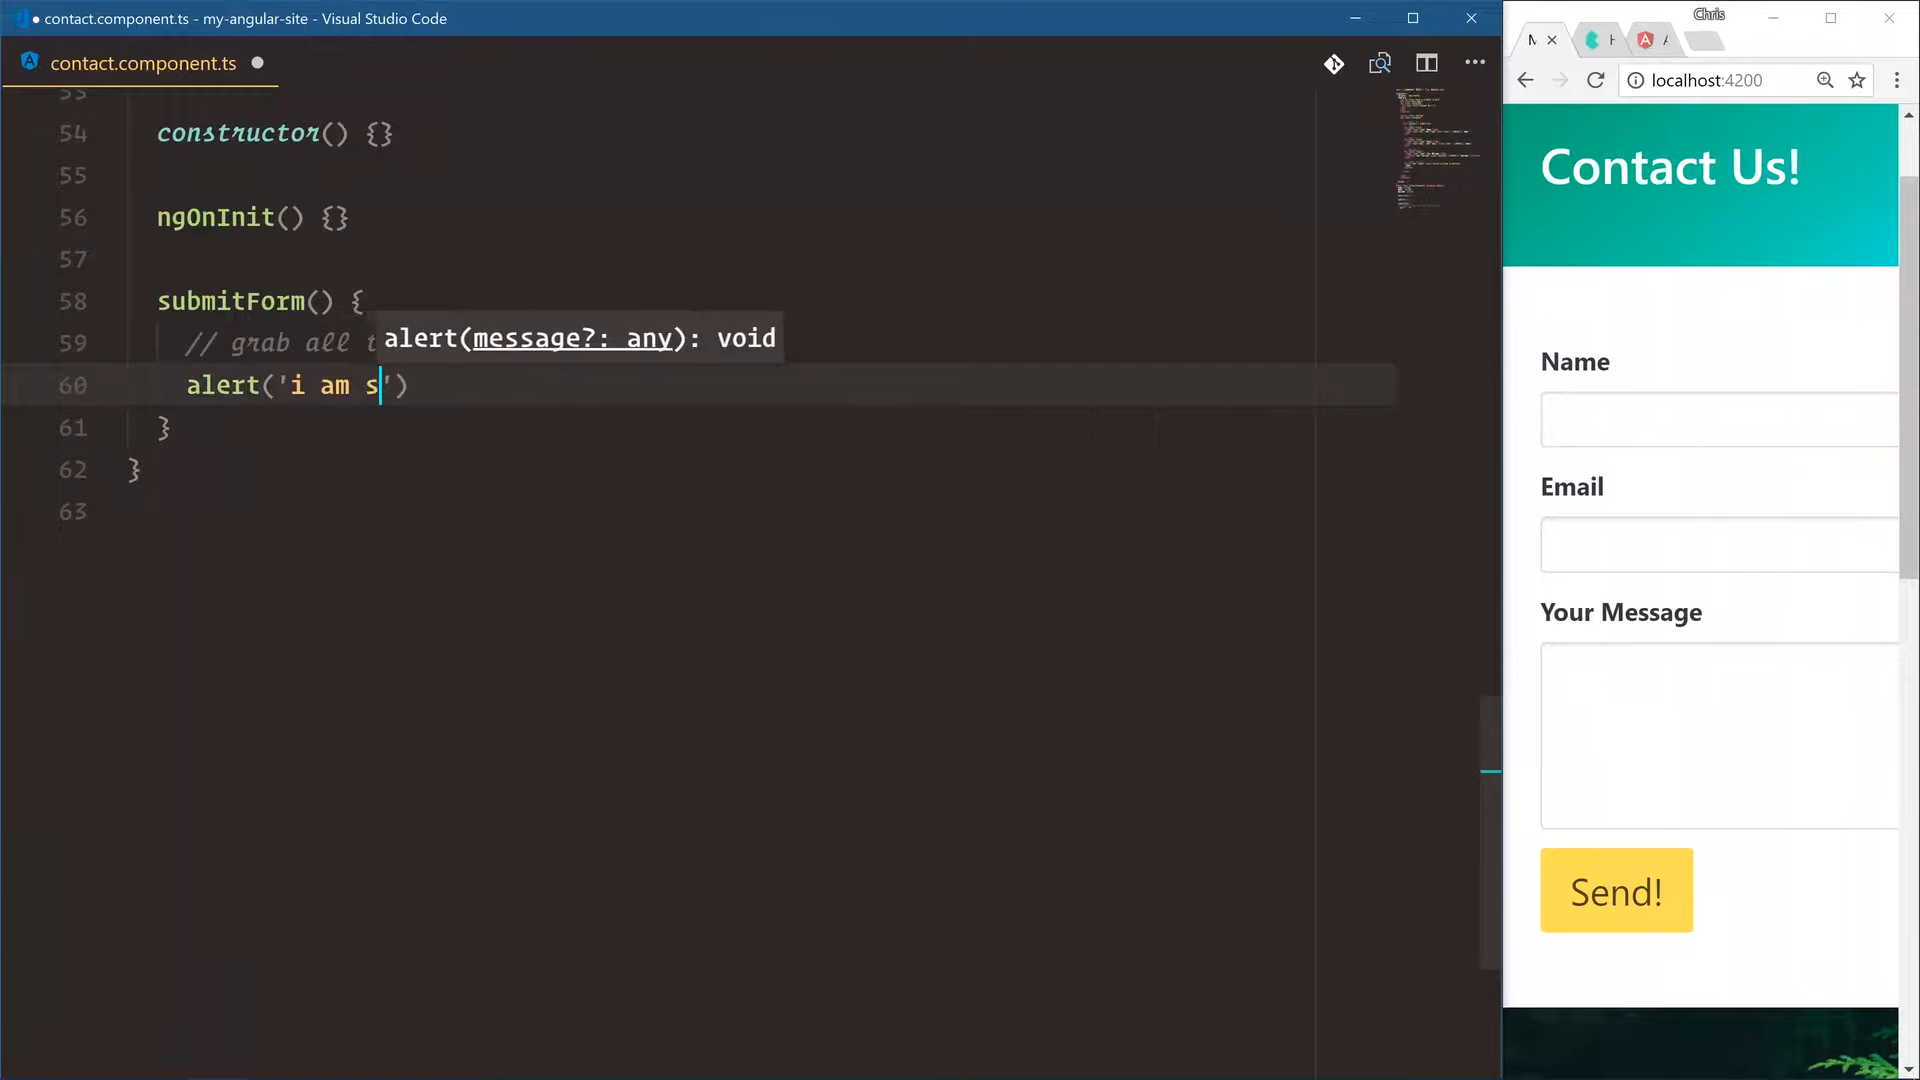 contact.component.ts - my-angular-site - Visual Studio Code
contact.component.ts
53
54 constructor() {}
55
56 ngOnInit() {}
57
58 submitForm() {
59 // grab all t
alert(message?: any): void
60 alert('i am s')
61 }
62 }
63
Chris
localhost:4200
Contact Us!
Name
Email
Your Message
Send!